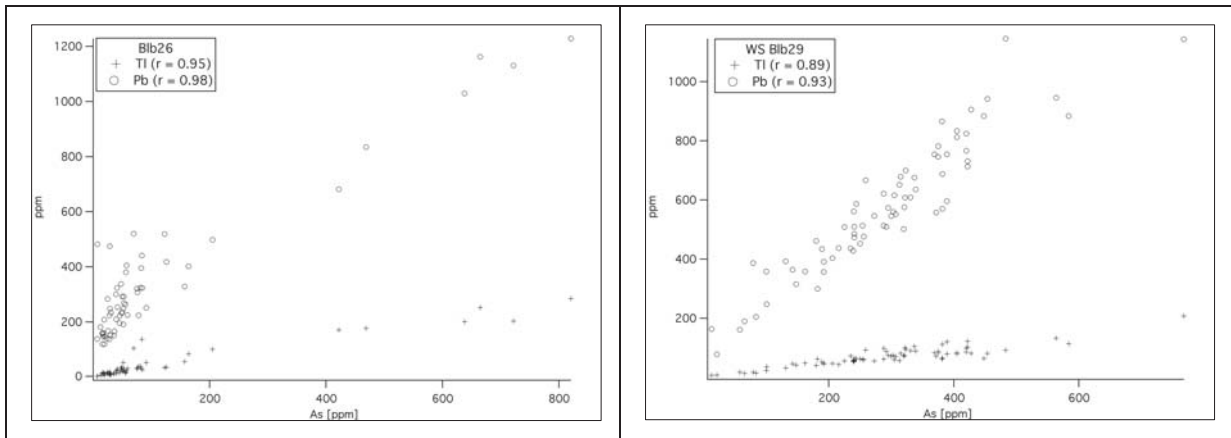 1200
BIb26
+ Tl (r = 0.95)
○ Pb (r = 0.98)
1000
800
ppm
600
400
200
0
200
400
600
800
As [ppm]
WS BIb29
+ Tl (r = 0.89)
○ Pb (r = 0.93)
1000
800
ppm
600
400
200
200
400
600
As [ppm]